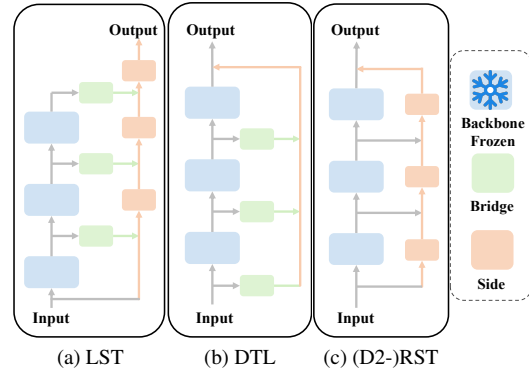 Output
Output
Output
Backbone
Frozen
Bridge
Side
Input
Input
Input
(a) LST
(b) DTL
(c) (D2-)RST